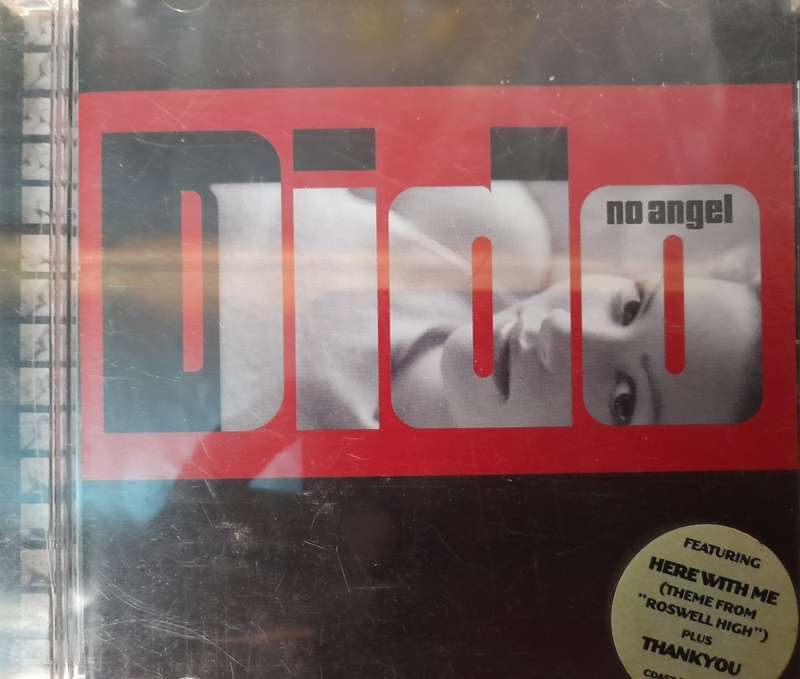 Dido
no angel
FEATURING
HERE WITH ME
(THEME FROM
"ROSWELL HIGH")
PLUS
THANKYOU